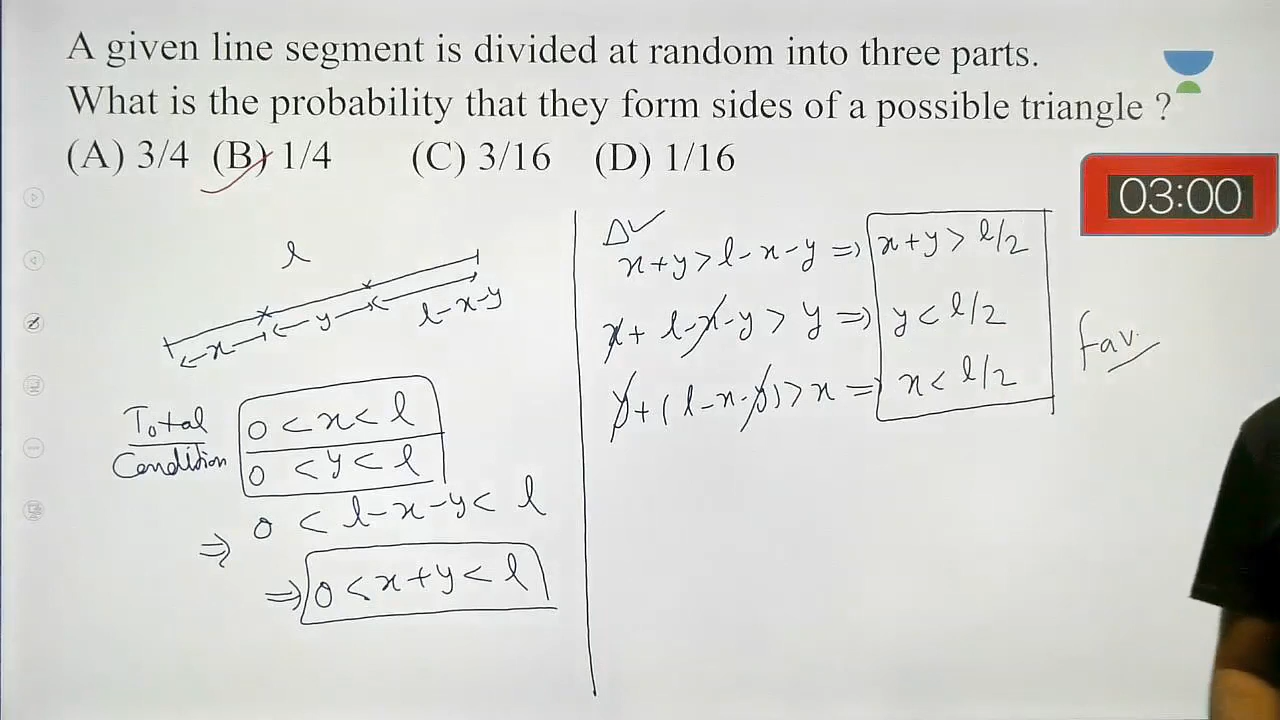 A given line segment is divided at random into three parts.
What is the probability that they form sides of a possible triangle ?
(A) 3/4 (B) 1/4 (C) 3/16 (D) 1/16
03:00
l
x
y
l-x-y
Total
Condition
0 < x < l
0 < y < l
0 < l-x-y < l
⇒
⇒ 0 < x+y < l
Δ✓
x+y > l-x-y ⇒ x+y > l/2
x + l-x-y > y ⇒ y < l/2
y + (l-x-y) > x ⇒ x < l/2
fav.